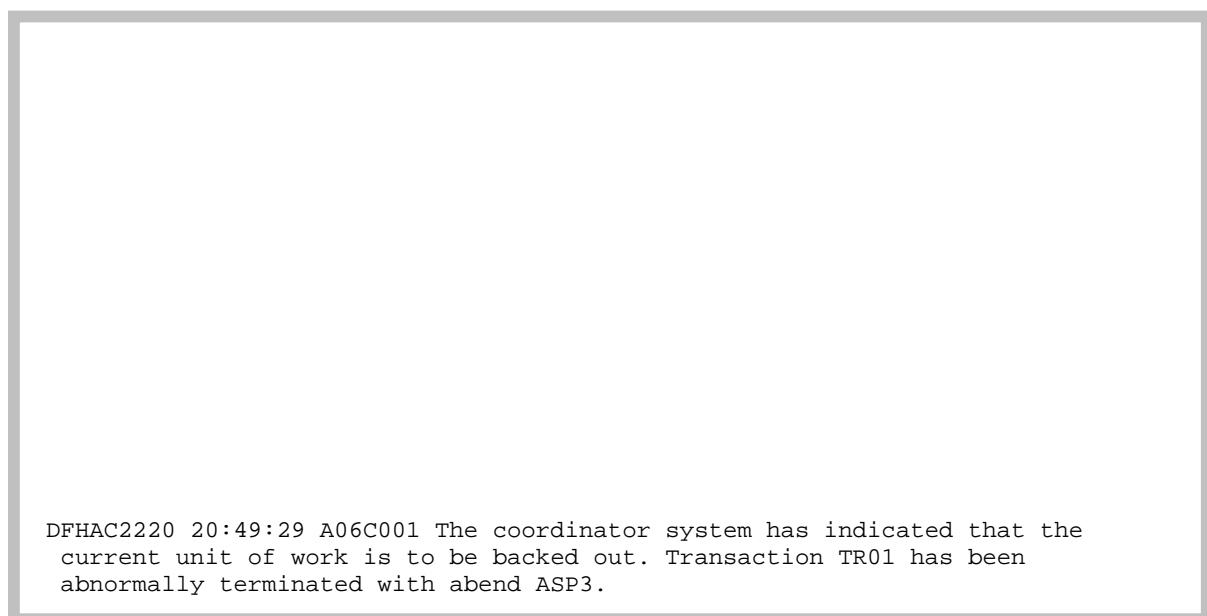 DFHAC2220 20:49:29 A06C001 The coordinator system has indicated that the
current unit of work is to be backed out. Transaction TR01 has been
abnormally terminated with abend ASP3.